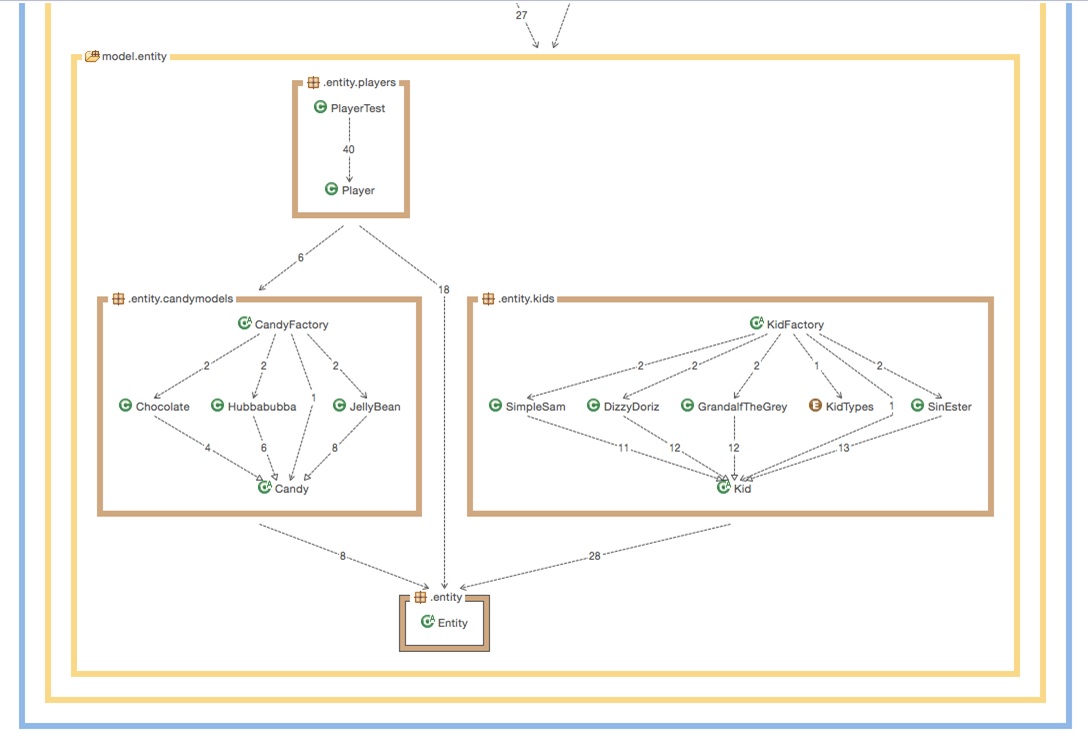 27
model.entity
.entity.players
PlayerTest
40
Player
6
18
.entity.candymodels
.entity.kids
CandyFactory
KidFactory
2 2 2
2 2 2 1 2
1
Chocolate Hubbabubba JellyBean
SimpleSam DizzyDoriz GrandalfTheGrey KidTypes 1 SinEster
4 6 8
11 12 12 13
Candy
Kid
8
28
.entity
Entity